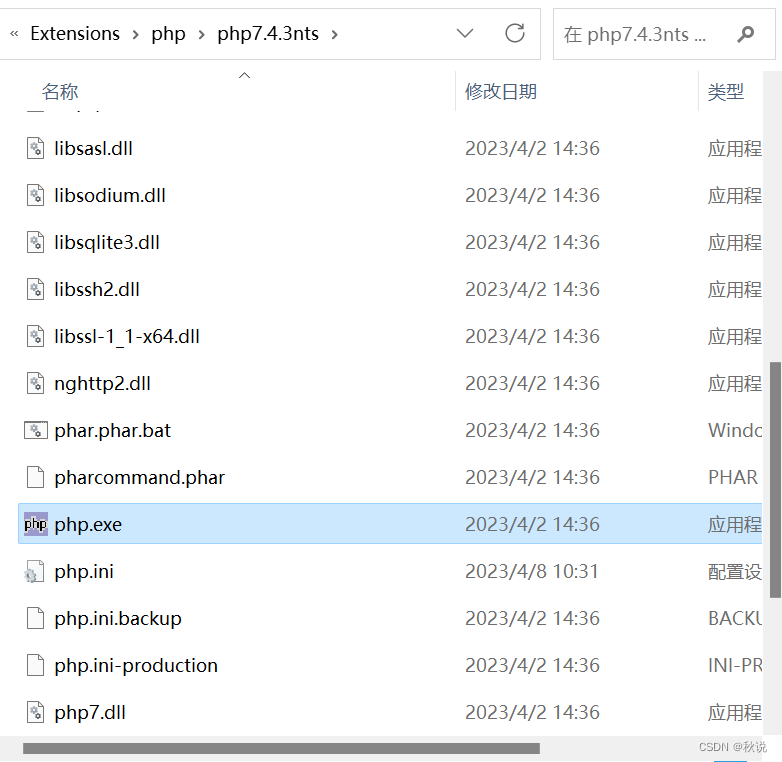 « Extensions › php › php7.4.3nts ›
在 php7.4.3nts ...
名称 修改日期 类型
libsasl.dll 2023/4/2 14:36 应用程
libsodium.dll 2023/4/2 14:36 应用程
libsqlite3.dll 2023/4/2 14:36 应用程
libssh2.dll 2023/4/2 14:36 应用程
libssl-1_1-x64.dll 2023/4/2 14:36 应用程
nghttp2.dll 2023/4/2 14:36 应用程
phar.phar.bat 2023/4/2 14:36 Windo
pharcommand.phar 2023/4/2 14:36 PHAR
php php.exe 2023/4/2 14:36 应用程
php.ini 2023/4/8 10:31 配置设
php.ini.backup 2023/4/2 14:36 BACKU
php.ini-production 2023/4/2 14:36 INI-PR
php7.dll 2023/4/2 14:36 应用程
CSDN @秋说